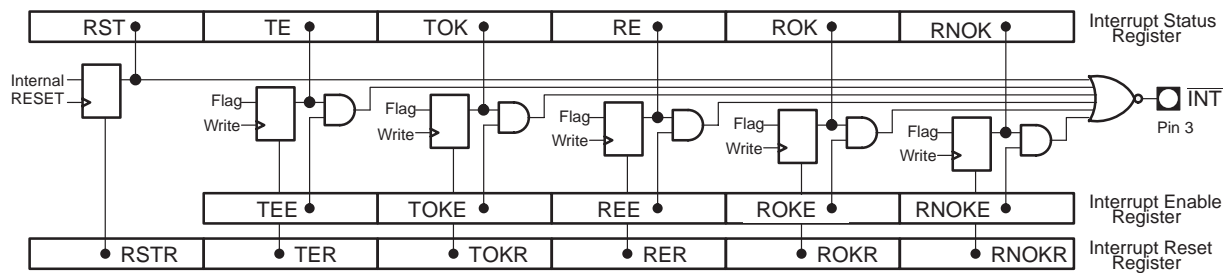 RST TE TOK RE ROK RNOK Interrupt Status
Register
Internal
RESET
Flag
Write
Flag
Write
Flag
Write
Flag
Write
Flag
Write
INT
Pin 3
TEE TOKE REE ROKE RNOKE Interrupt Enable
Register
RSTR TER TOKR RER ROKR RNOKR Interrupt Reset
Register